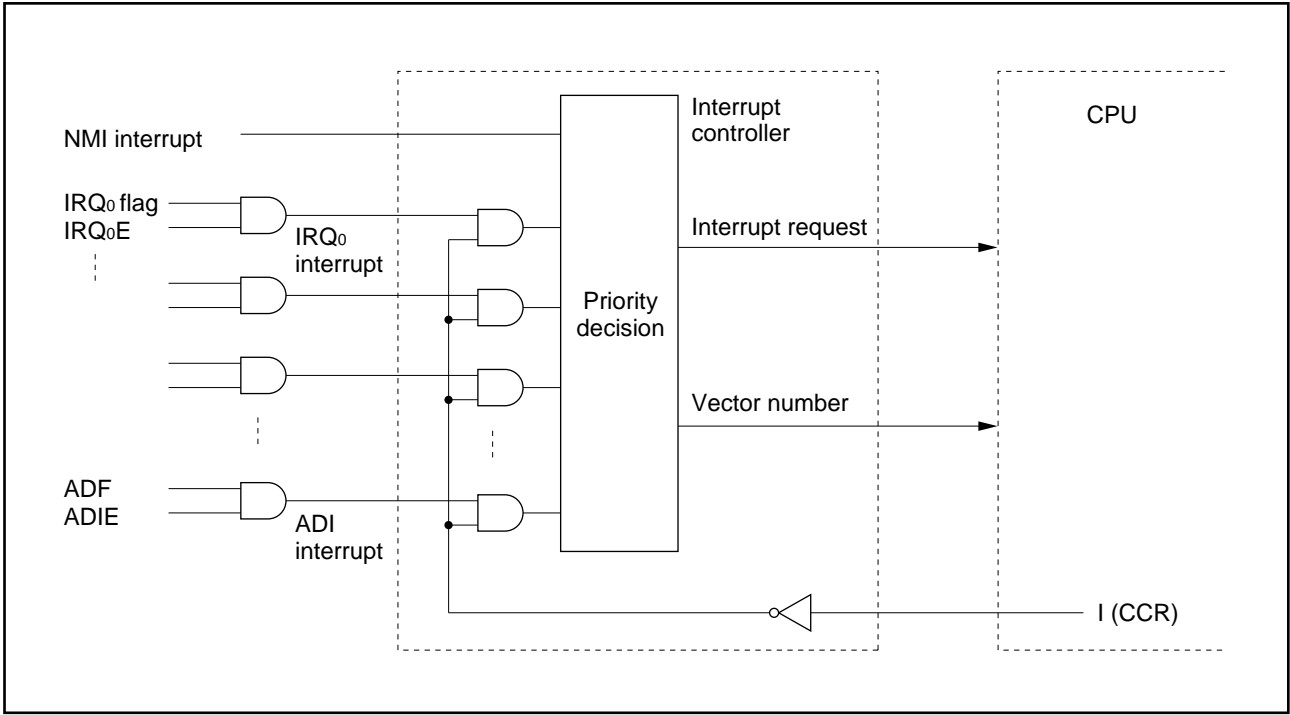 Interrupt
controller
CPU
NMI interrupt
IRQ₀ flag
IRQ₀E
IRQ₀
interrupt
Interrupt request
Priority
decision
Vector number
ADF
ADIE
ADI
interrupt
I (CCR)